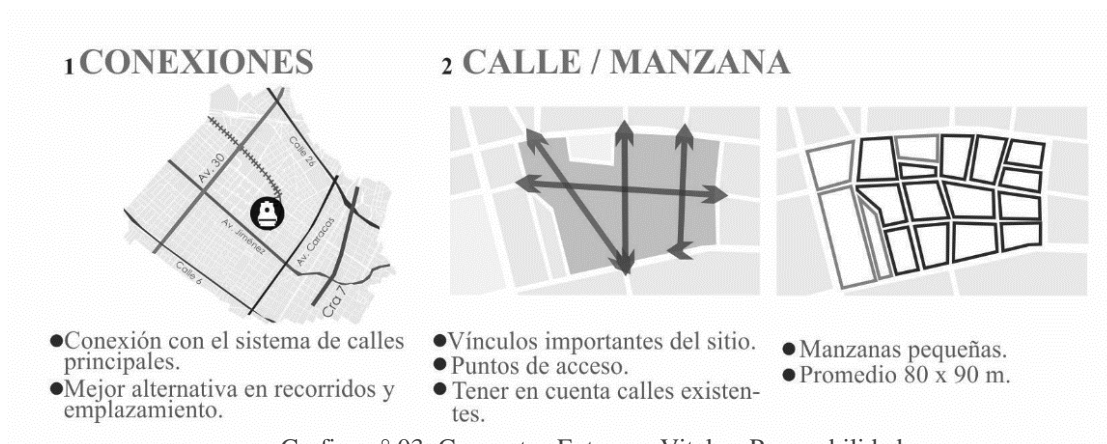 1 CONEXIONES
Calle 26
Av. 30
Av. Jiménez
Av. Caracas
Calle 6
Cra 7
●Conexión con el sistema de calles
principales.
●Mejor alternativa en recorridos y
emplazamiento.
2 CALLE / MANZANA
●Vínculos importantes del sitio.
●Puntos de acceso.
●Tener en cuenta calles existen-
tes.
●Manzanas pequeñas.
●Promedio 80 x 90 m.